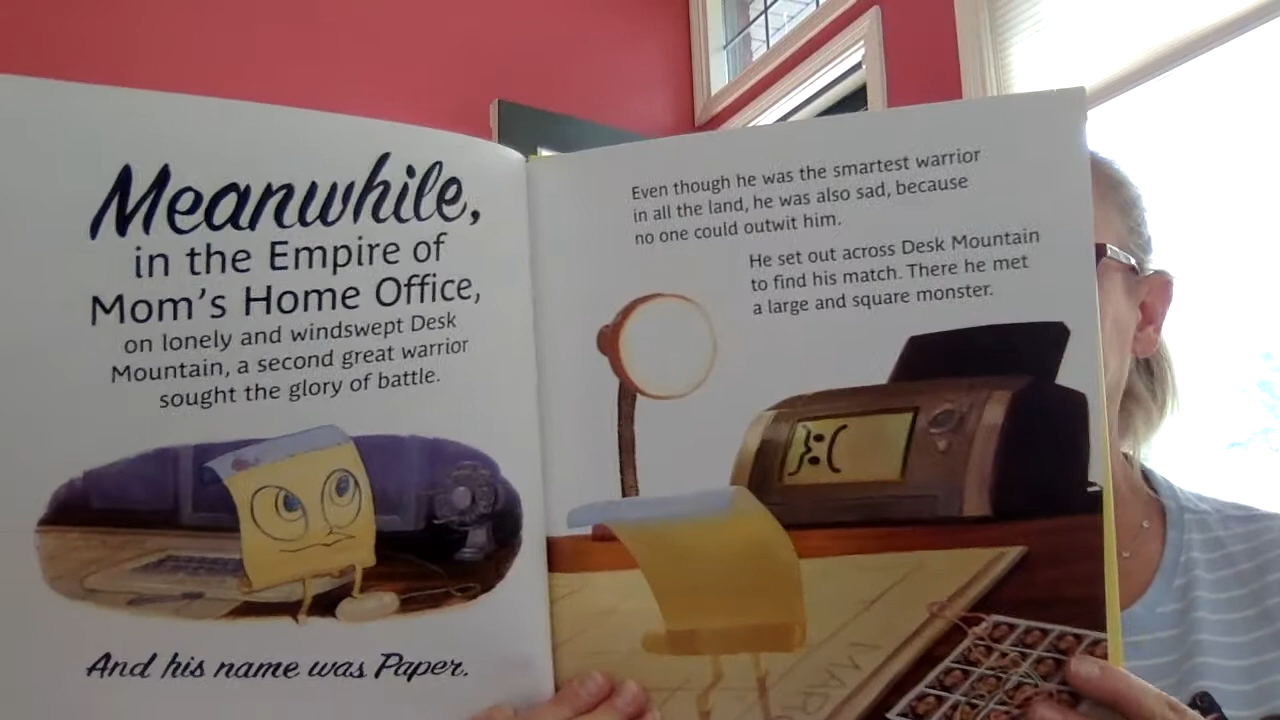 Meanwhile,
in the Empire of
Mom's Home Office,
on lonely and windswept Desk
Mountain, a second great warrior
sought the glory of battle.
And his name was Paper.
Even though he was the smartest warrior
in all the land, he was also sad, because
no one could outwit him.
He set out across Desk Mountain
to find his match. There he met
a large and square monster.
}:(